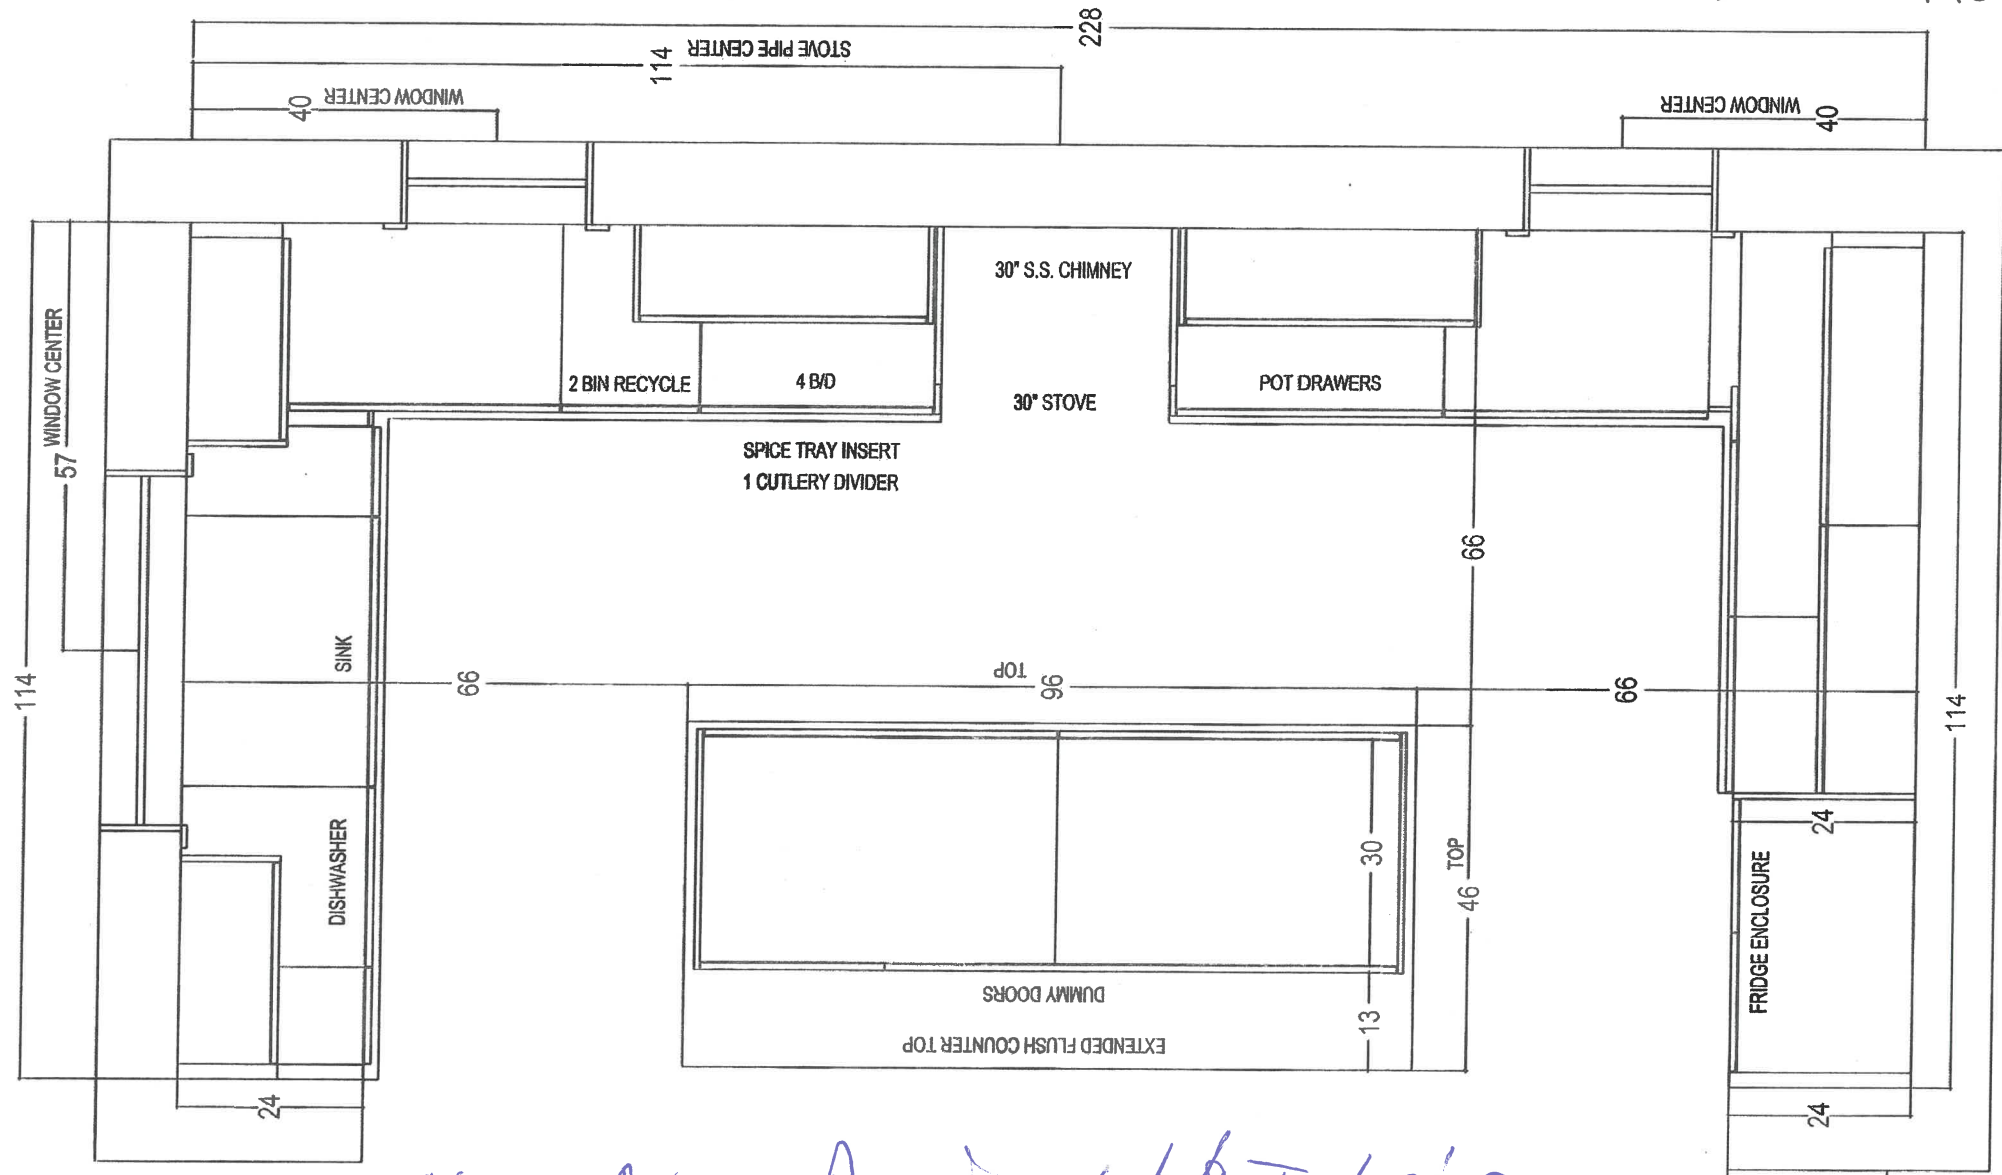 228
114 STOVE PIPE CENTER
40 WINDOW CENTER
WINDOW CENTER
40
57 WINDOW CENTER
114
30" S.S. CHIMNEY
2 BIN RECYCLE
4 B/D
30" STOVE
POT DRAWERS
SPICE TRAY INSERT
1 CUTLERY DIVIDER
SINK
DISHWASHER
66
TOP
96
66
66
114
30
13
46 TOP
24
FRIDGE ENCLOSURE
DUMMY DOORS
EXTENDED FLUSH COUNTER TOP
24
24